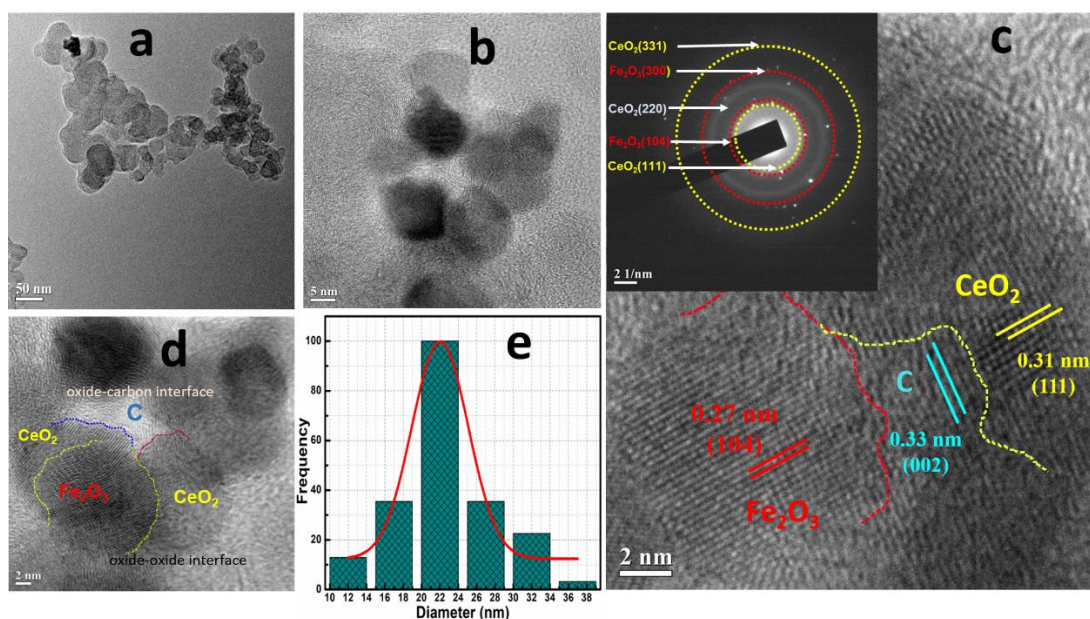 a
50 nm
b
5 nm
c
CeO₂(331)
Fe₂O₃(300)
CeO₂(220)
Fe₂O₃(104)
CeO₂(111)
2 1/nm
CeO₂
0.31 nm
(111)
C
0.33 nm
(002)
0.27 nm
(104)
Fe₂O₃
2 nm
d
oxide-carbon interface
C
CeO₂
Fe₂O₃
CeO₂
oxide-oxide interface
2 nm
e
Frequency
100
80
60
40
20
0
10 12 14 16 18 20 22 24 26 28 30 32 34 36 38
Diameter (nm)